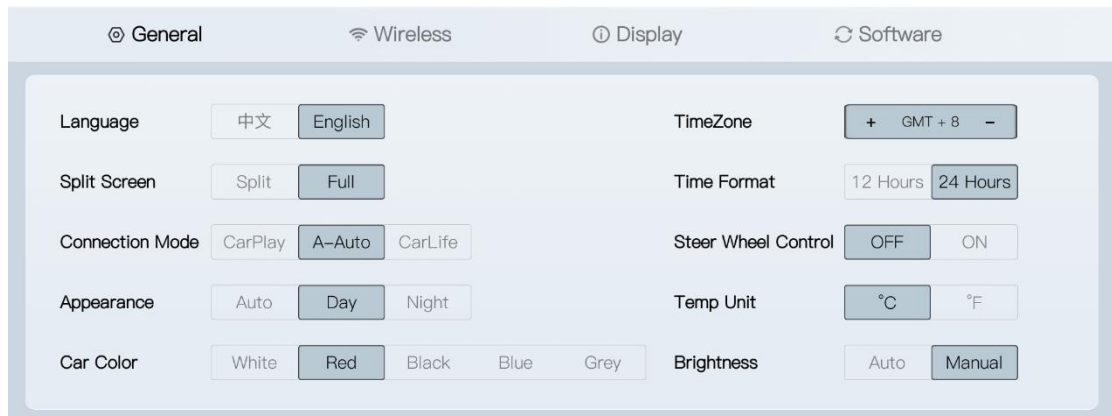 General Wireless Display Software
Language 中文 English TimeZone + GMT + 8 −
Split Screen Split Full Time Format 12 Hours 24 Hours
Connection Mode CarPlay A−Auto CarLife Steer Wheel Control OFF ON
Appearance Auto Day Night Temp Unit °C °F
Car Color White Red Black Blue Grey Brightness Auto Manual